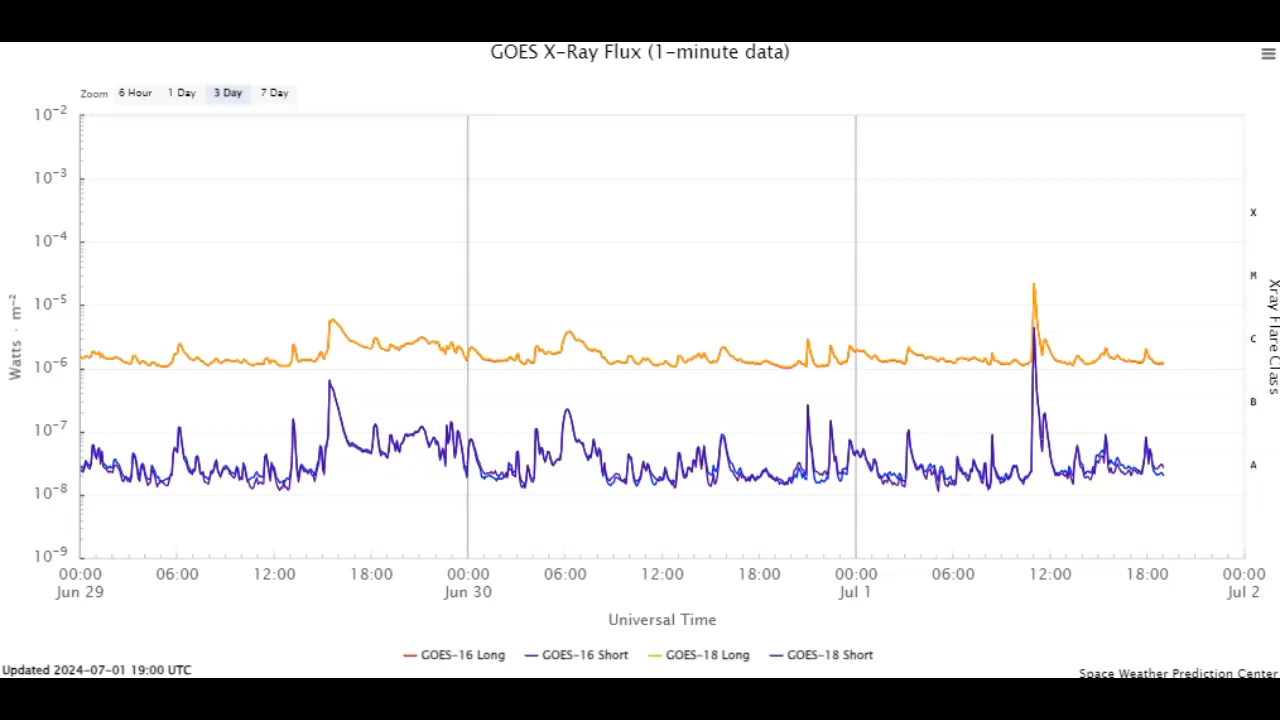 GOES X-Ray Flux (1-minute data)
Zoom 6 Hour 1 Day 3 Day 7 Day
10⁻²
10⁻³
10⁻⁴
10⁻⁵
10⁻⁶
10⁻⁷
10⁻⁸
10⁻⁹
Watts · m⁻²
X
M
C
B
A
Xray Flare Class
00:00 06:00 12:00 18:00 00:00 06:00 12:00 18:00 00:00 06:00 12:00 18:00 00:00
Jun 29 Jun 30 Jul 1 Jul 2
Universal Time
GOES-16 Long GOES-16 Short GOES-18 Long GOES-18 Short
Updated 2024-07-01 19:00 UTC
Space Weather Prediction Center